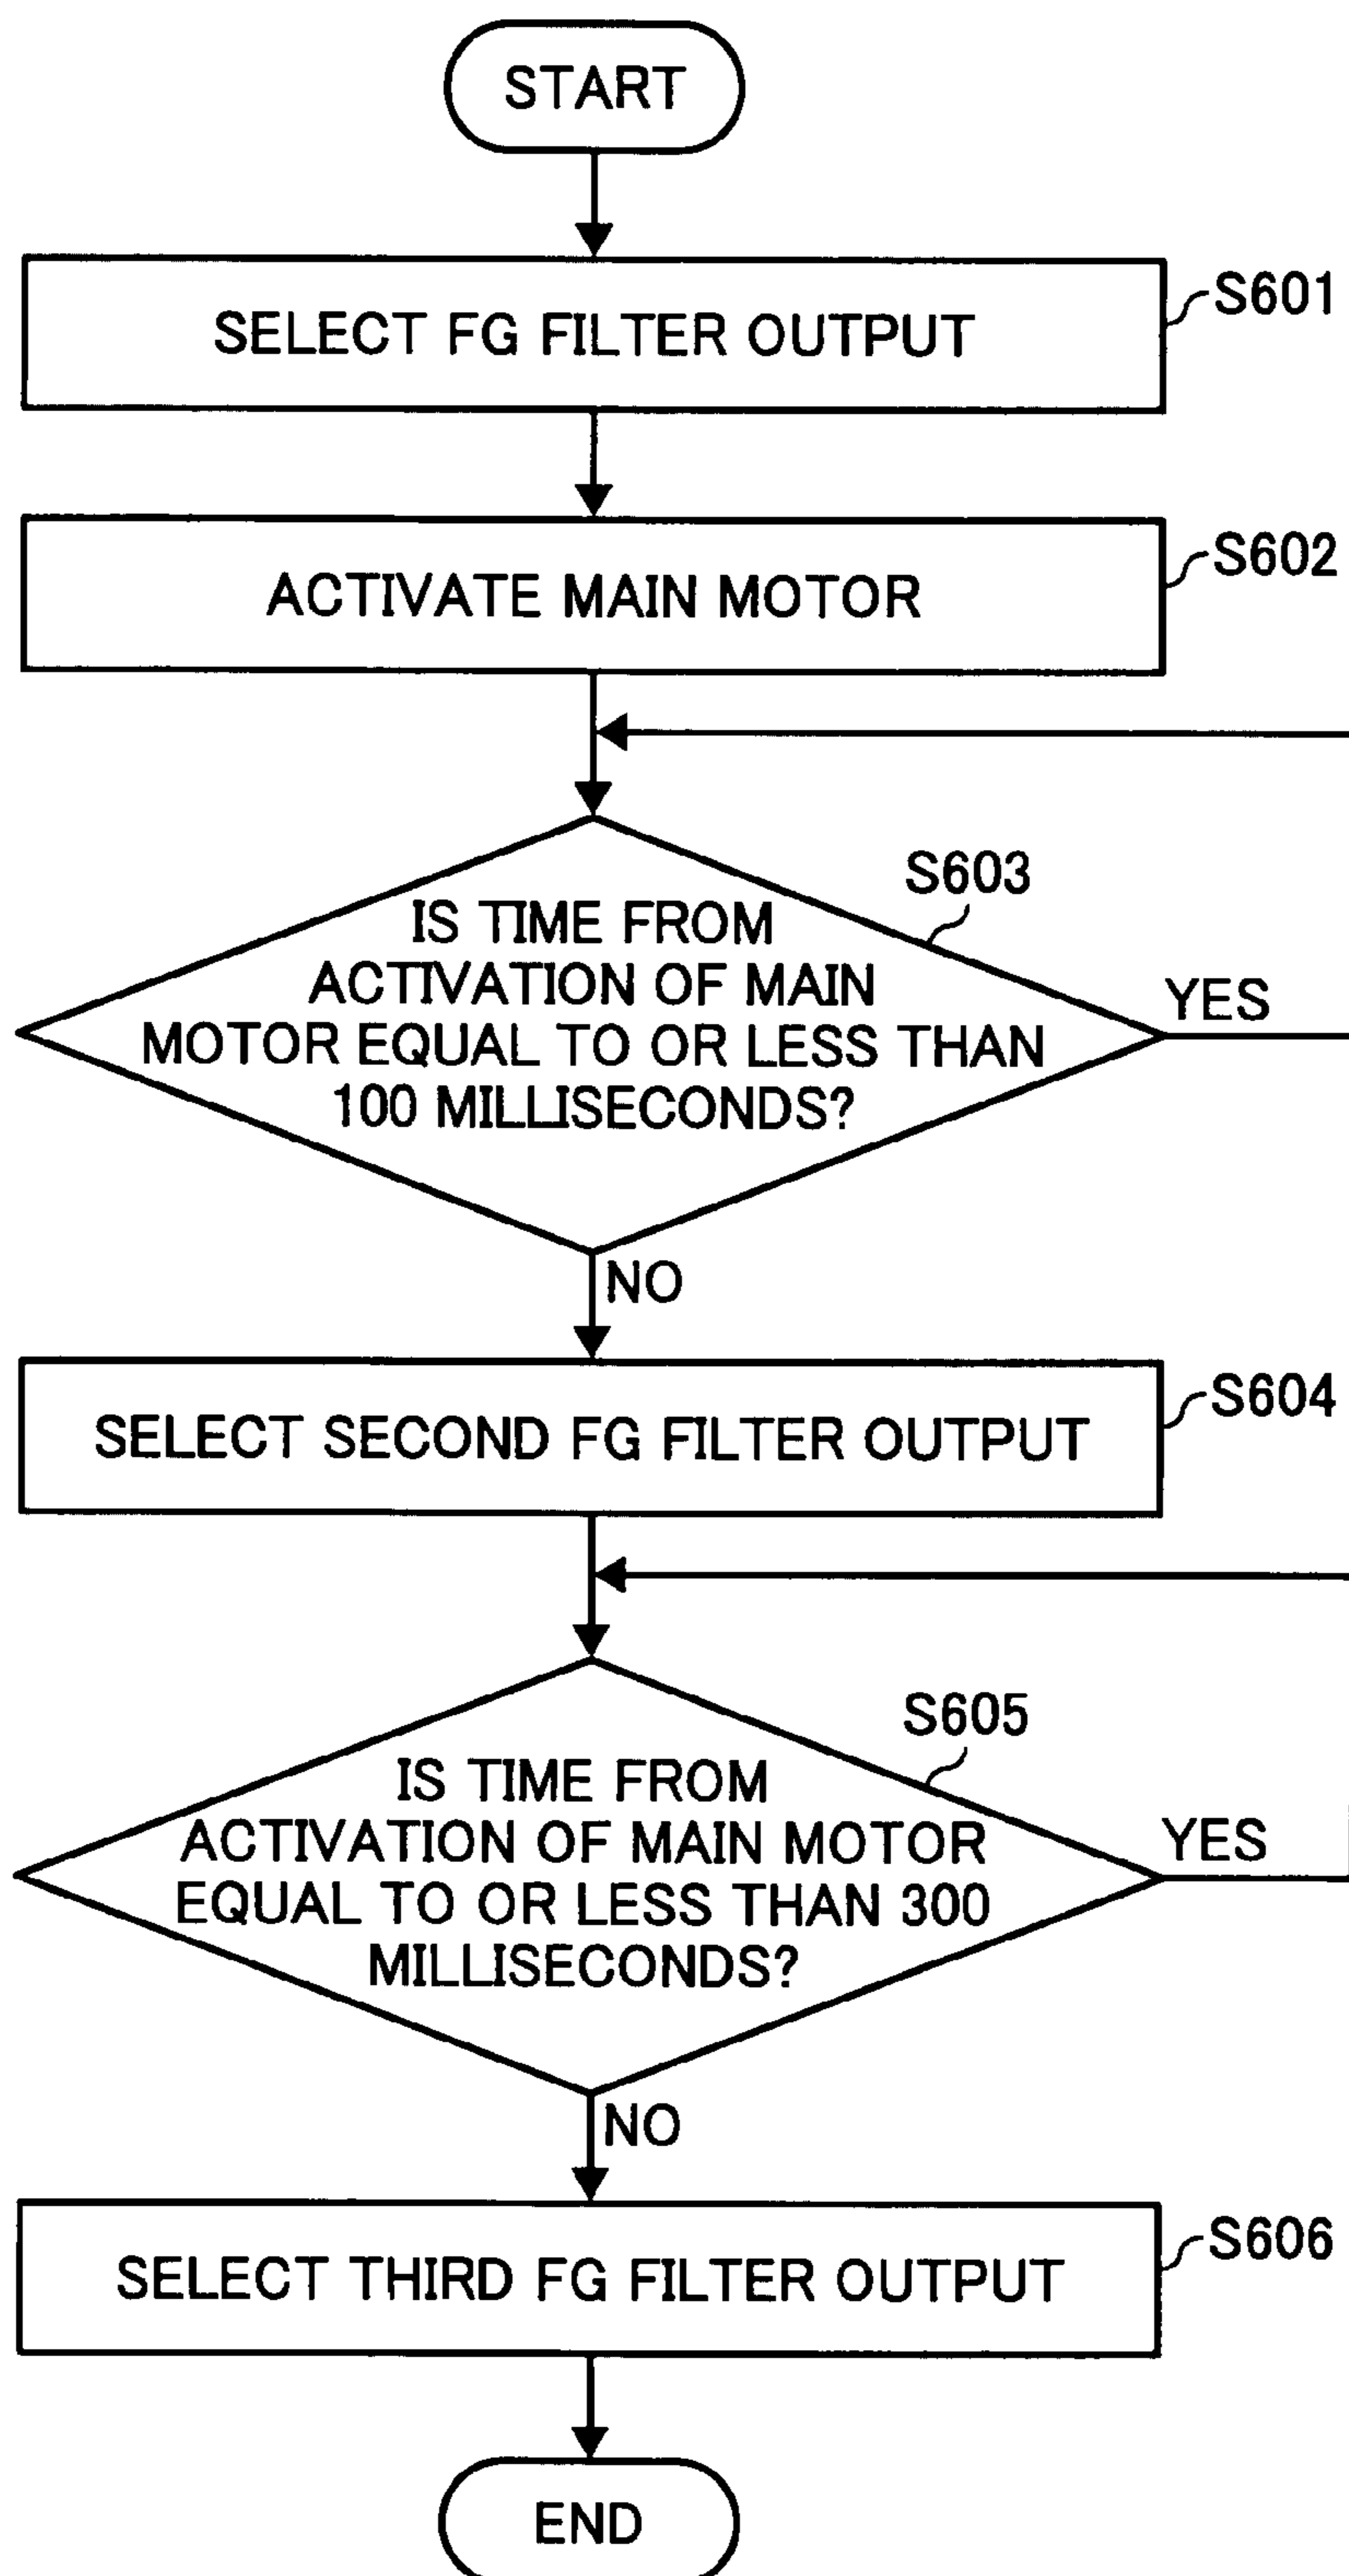 START
SELECT FG FILTER OUTPUT
S601
ACTIVATE MAIN MOTOR
S602
S603
IS TIME FROM
ACTIVATION OF MAIN
MOTOR EQUAL TO OR LESS THAN
100 MILLISECONDS?
YES
NO
SELECT SECOND FG FILTER OUTPUT
S604
S605
IS TIME FROM
ACTIVATION OF MAIN MOTOR
EQUAL TO OR LESS THAN 300
MILLISECONDS?
YES
NO
SELECT THIRD FG FILTER OUTPUT
S606
END